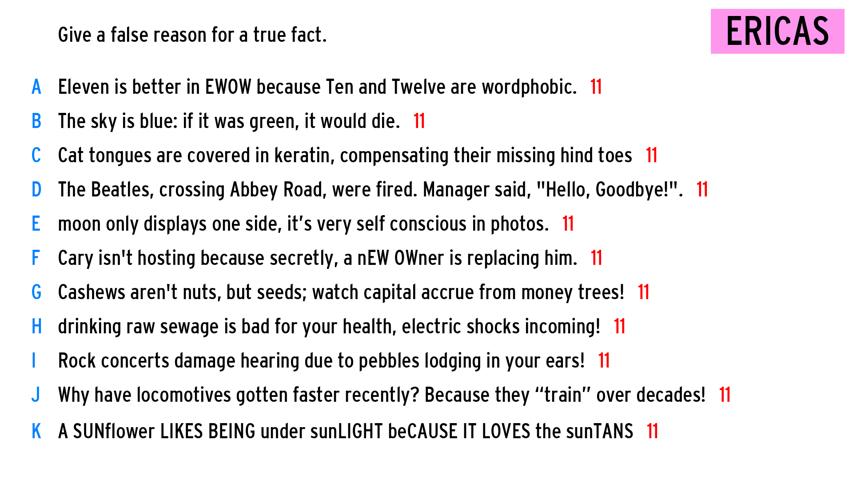 Give a false reason for a true fact.
ERICAS
A Eleven is better in EWOW because Ten and Twelve are wordphobic. 11
B The sky is blue: if it was green, it would die. 11
C Cat tongues are covered in keratin, compensating their missing hind toes 11
D The Beatles, crossing Abbey Road, were fired. Manager said, "Hello, Goodbye!". 11
E moon only displays one side, it's very self conscious in photos. 11
F Cary isn't hosting because secretly, a nEW OWner is replacing him. 11
G Cashews aren't nuts, but seeds; watch capital accrue from money trees! 11
H drinking raw sewage is bad for your health, electric shocks incoming! 11
I Rock concerts damage hearing due to pebbles lodging in your ears! 11
J Why have locomotives gotten faster recently? Because they “train” over decades! 11
K A SUNflower LIKES BEING under sunLIGHT beCAUSE IT LOVES the sunTANS 11